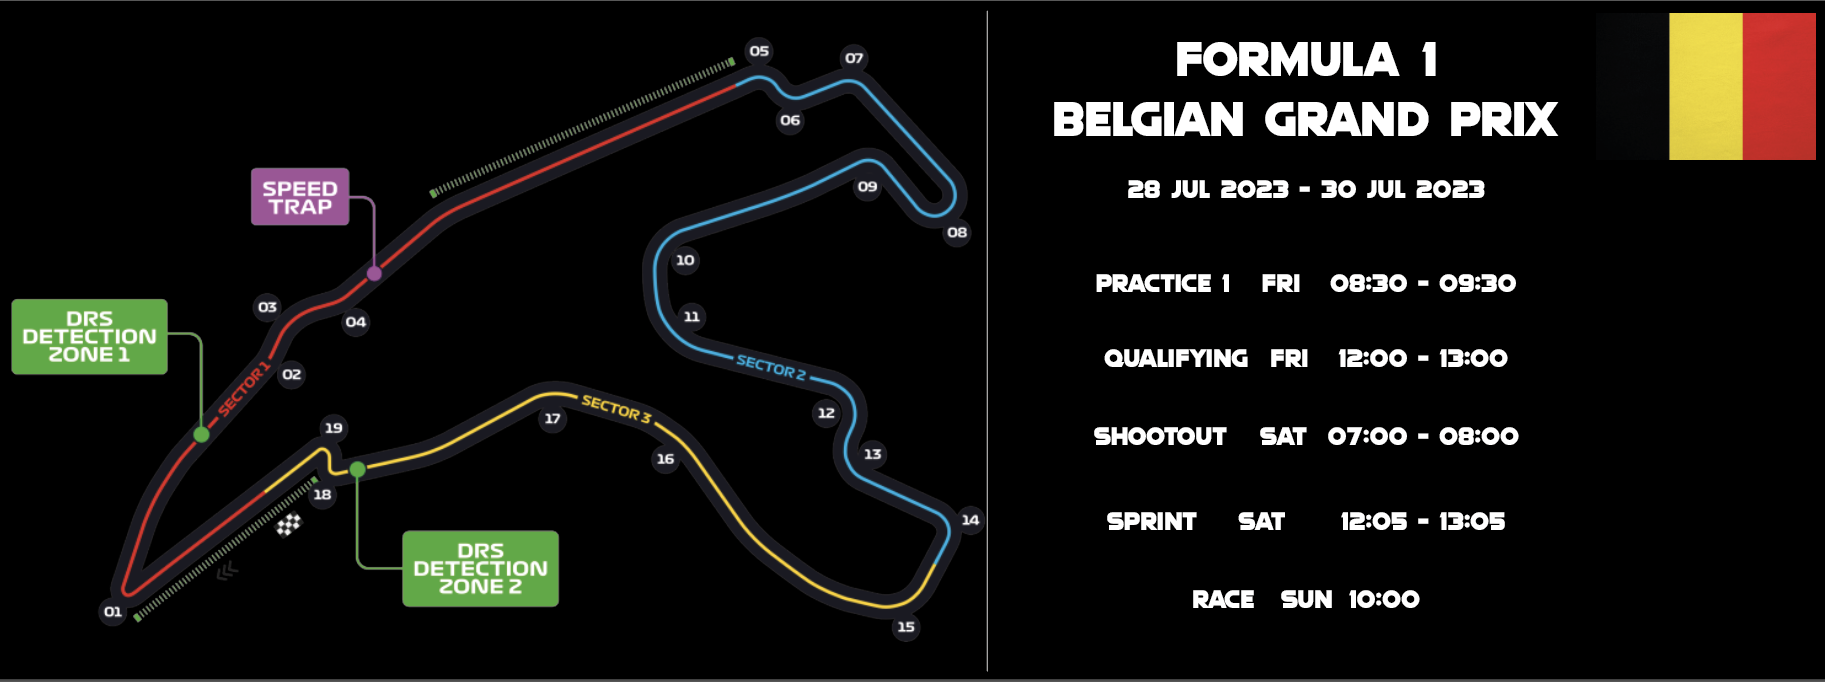 05
07
06
SPEED
TRAP
09
08
10
03
04
11
DRS
DETECTION
ZONE 1
SECTOR 1
02
SECTOR 2
12
SECTOR 3
17
19
16
13
18
14
DRS
DETECTION
ZONE 2
01
15
FORMULA 1
BELGIAN GRAND PRIX
28 JUL 2023 - 30 JUL 2023
PRACTICE 1 FRI 08:30 - 09:30
QUALIFYING FRI 12:00 - 13:00
SHOOTOUT SAT 07:00 - 08:00
SPRINT SAT 12:05 - 13:05
RACE SUN 10:00